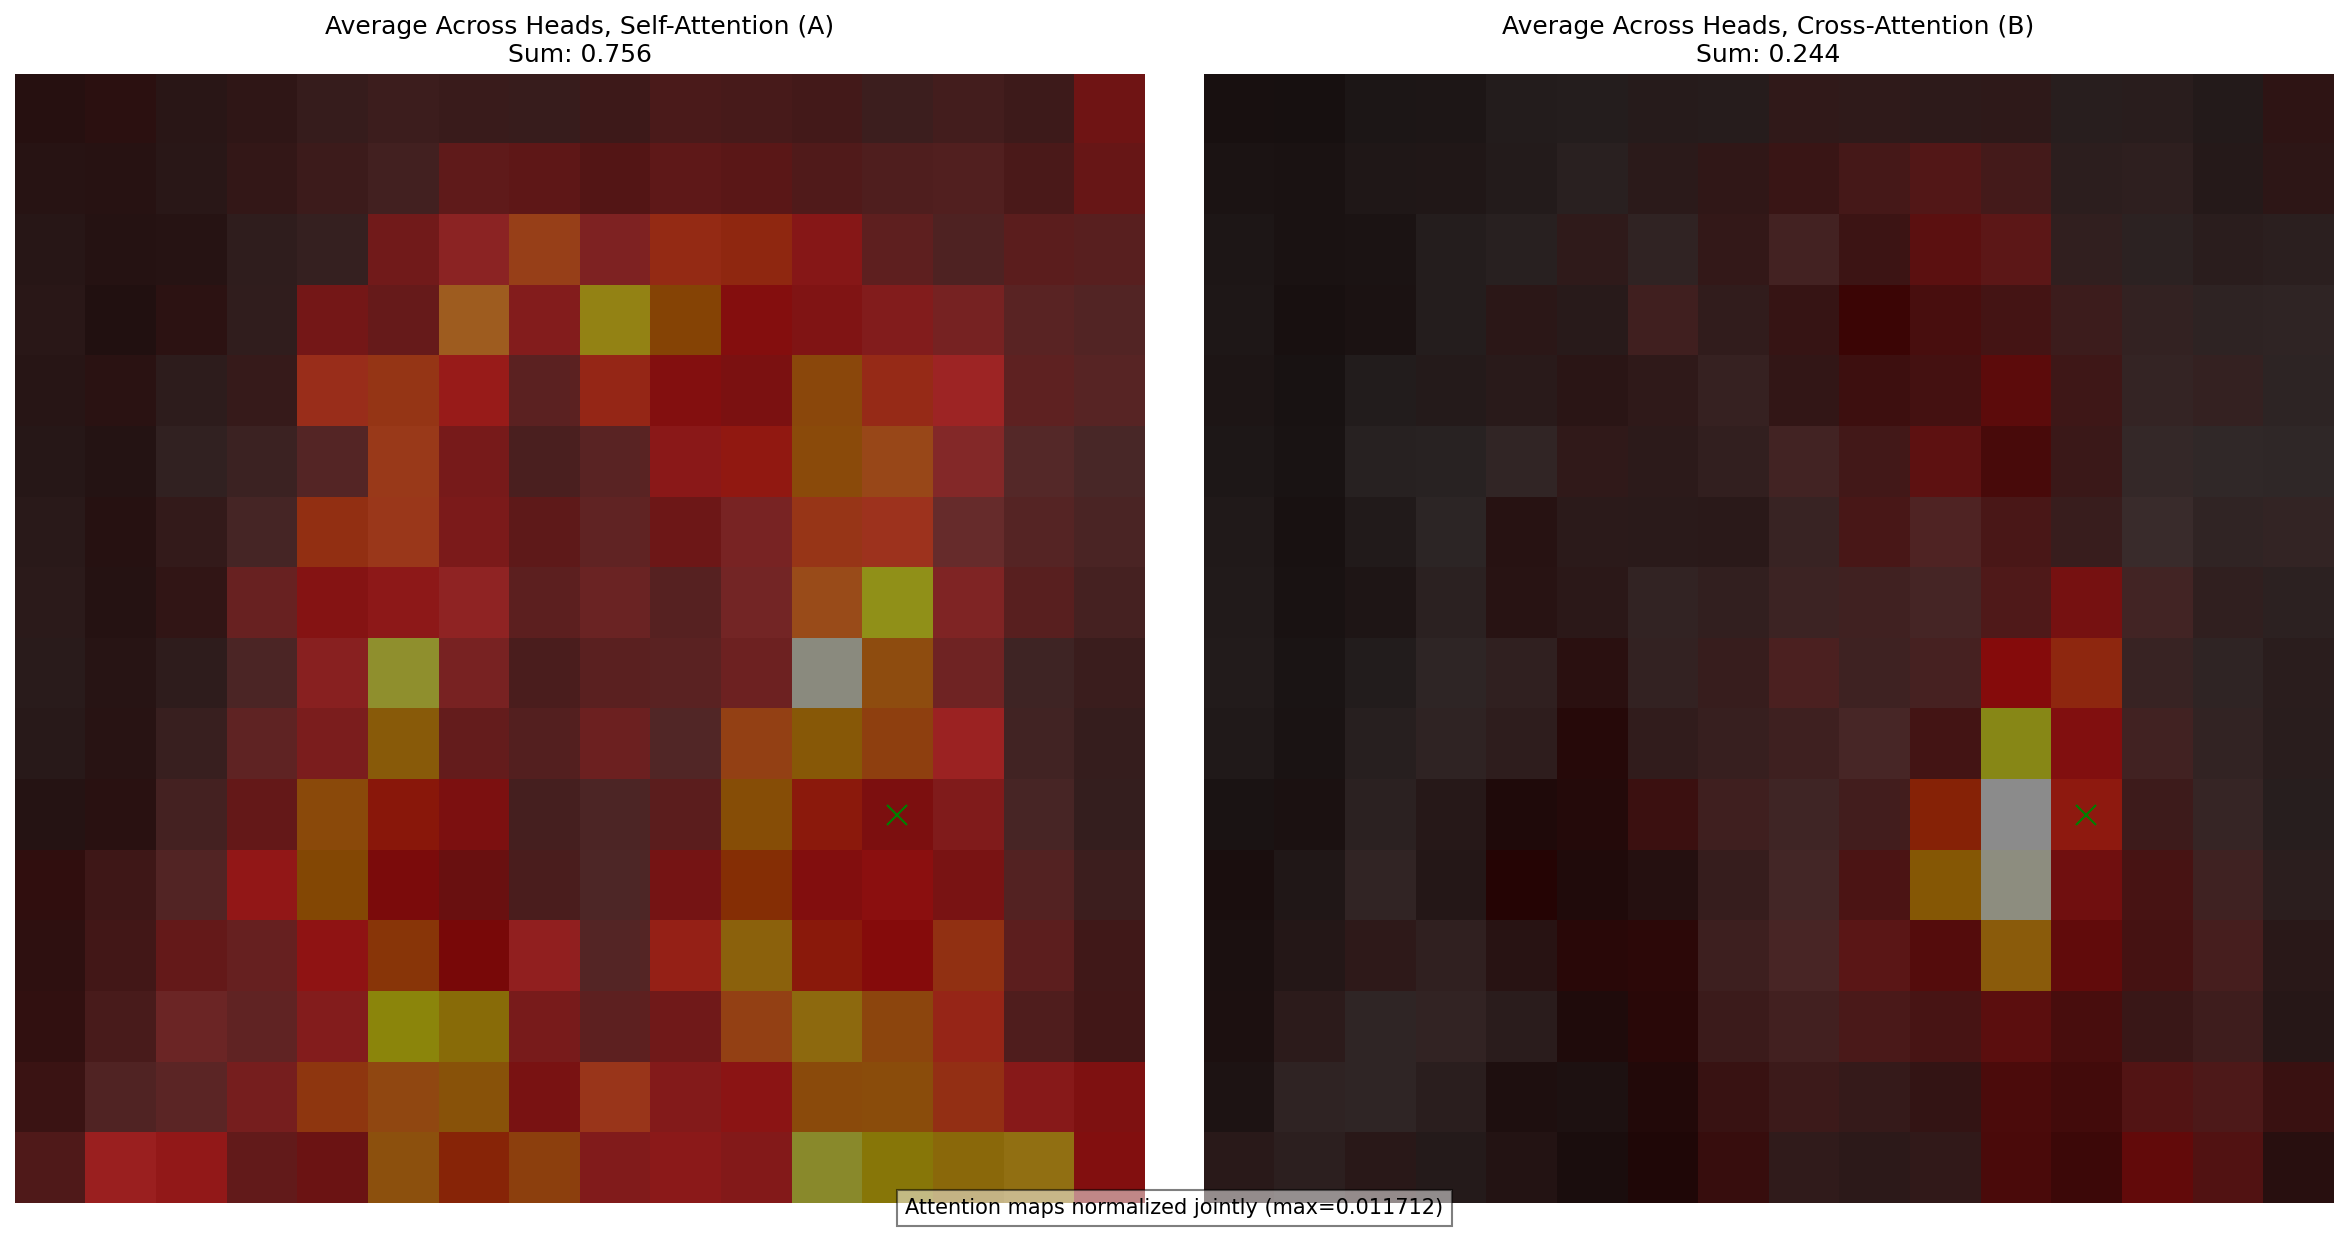 Average Across Heads, Self-Attention (A)
Sum: 0.756
Average Across Heads, Cross-Attention (B)
Sum: 0.244
Attention maps normalized jointly (max=0.011712)